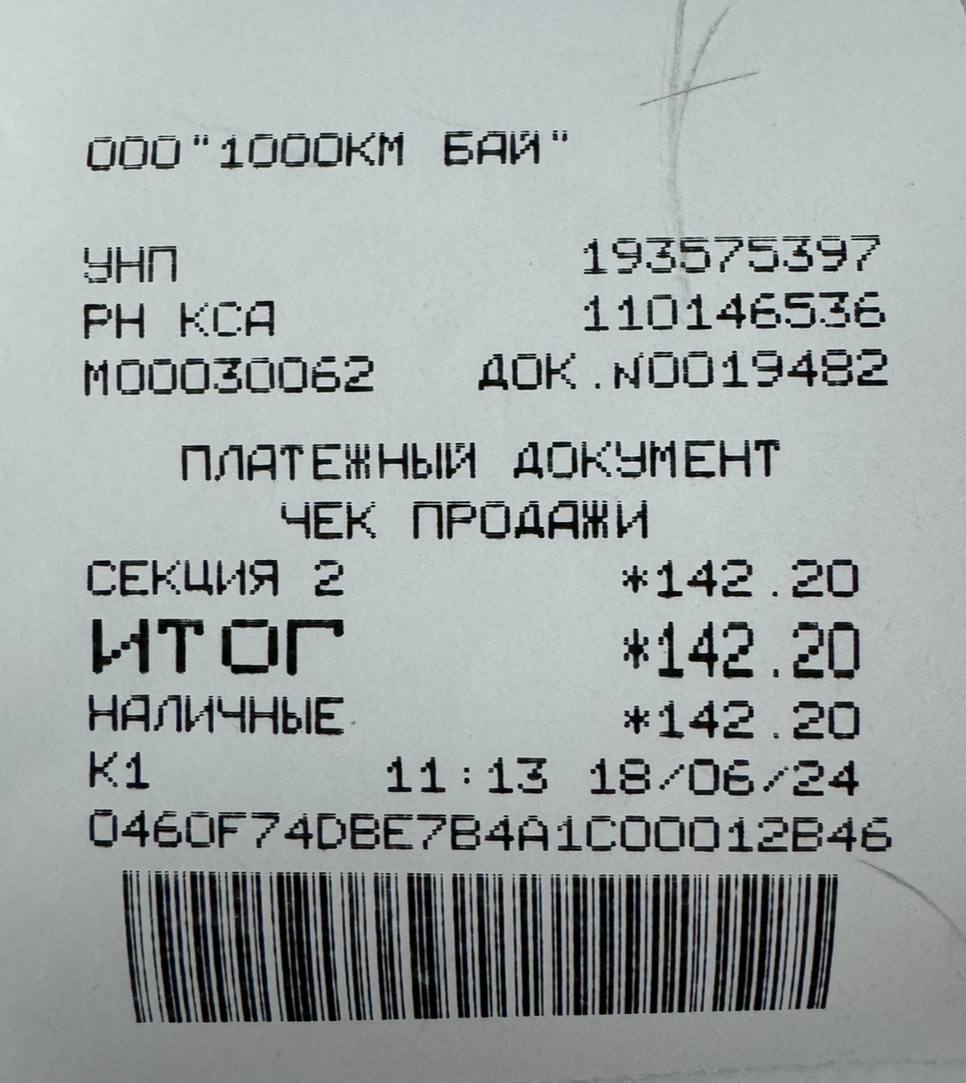 ООО "1000КМ БАЙ"
УНП 193575397
РН КСА 110146536
М00030062 ДОК.N0019482
ПЛАТЕЖНЫЙ ДОКУМЕНТ
ЧЕК ПРОДАЖИ
СЕКЦИЯ 2 *142.20
ИТОГ *142.20
НАЛИЧНЫЕ *142.20
К1 11:13 18/06/24
0460F74DBE7B4A1C00012B46